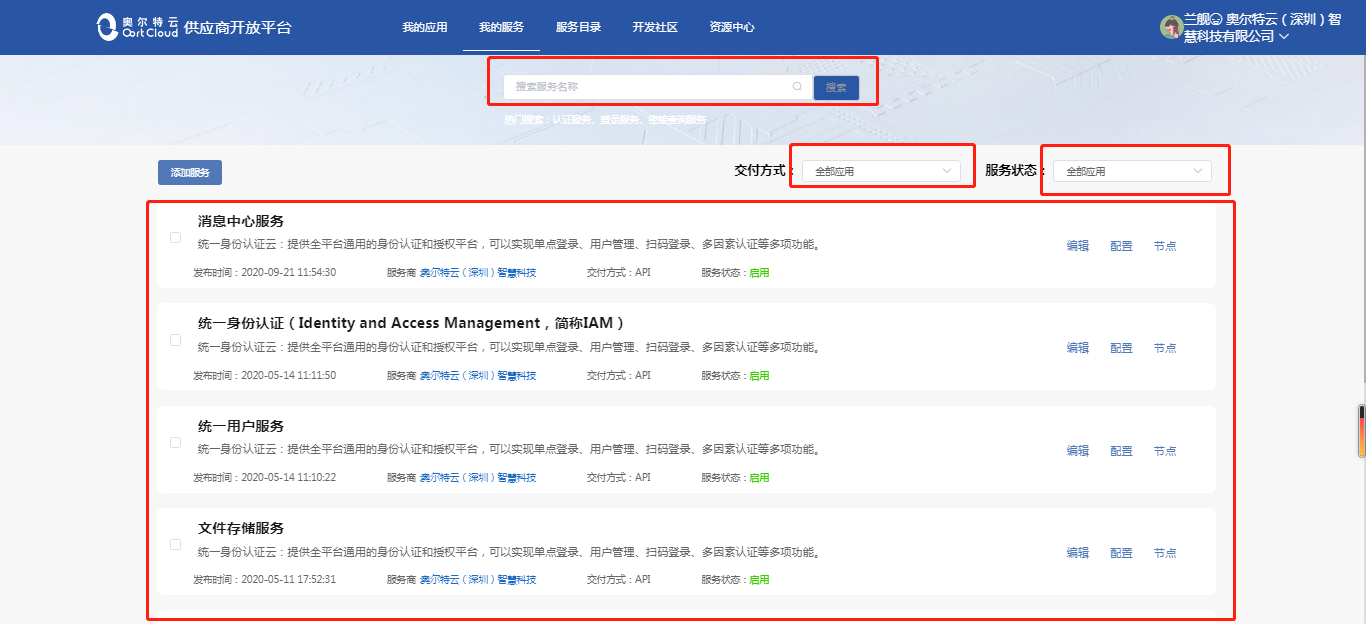 奥尔特云
OortCloud
供应商开放平台
我的应用 我的服务 服务目录 开发社区 资源中心
兰舰 奥尔特云（深圳）智
慧科技有限公司
搜索服务名称
搜索
热门搜索：认证服务、登录服务、密级查询服务
添加服务
交付方式：
全部应用
服务状态：
全部应用
消息中心服务
统一身份认证云：提供全平台通用的身份认证和授权平台，可以实现单点登录、用户管理、扫码登录、多因素认证等多项功能。
编辑 配置 节点
发布时间：2020-09-21 11:54:30 服务商 奥尔特云（深圳）智慧科技 交付方式：API 服务状态：启用
统一身份认证（Identity and Access Management，简称IAM）
统一身份认证云：提供全平台通用的身份认证和授权平台，可以实现单点登录、用户管理、扫码登录、多因素认证等多项功能。
编辑 配置 节点
发布时间：2020-05-14 11:11:50 服务商 奥尔特云（深圳）智慧科技 交付方式：API 服务状态：启用
统一用户服务
统一身份认证云：提供全平台通用的身份认证和授权平台，可以实现单点登录、用户管理、扫码登录、多因素认证等多项功能。
编辑 配置 节点
发布时间：2020-05-14 11:10:22 服务商 奥尔特云（深圳）智慧科技 交付方式：API 服务状态：启用
文件存储服务
统一身份认证云：提供全平台通用的身份认证和授权平台，可以实现单点登录、用户管理、扫码登录、多因素认证等多项功能。
编辑 配置 节点
发布时间：2020-05-11 17:52:31 服务商 奥尔特云（深圳）智慧科技 交付方式：API 服务状态：启用